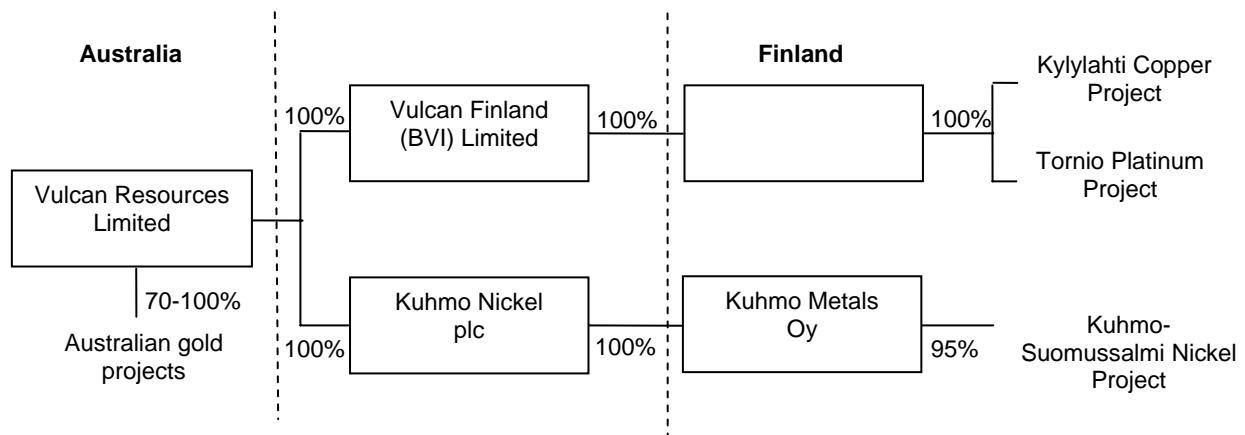 Australia
Finland
Kylylahti Copper
Project
100%
Vulcan Finland
(BVI) Limited
100%
100%
Tornio Platinum
Project
Vulcan Resources
Limited
70-100%
Australian gold
projects
100%
Kuhmo Nickel
plc
100%
Kuhmo Metals
Oy
95%
Kuhmo-
Suomussalmi Nickel
Project